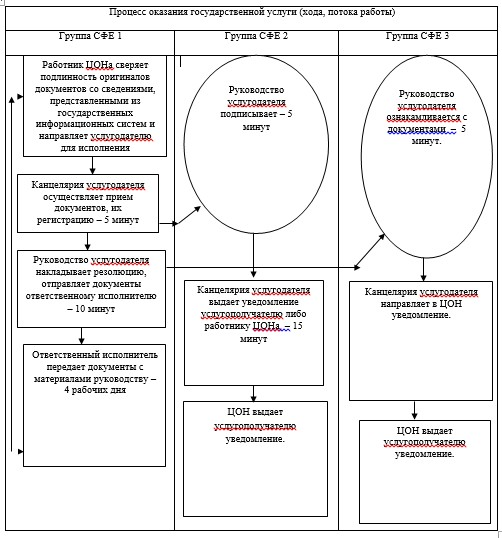 Процесс оказания государственной услуги (хода, потока работы)
Группа СФЕ 1
Группа СФЕ 2
Группа СФЕ 3
Работник ЦОНа сверяет
подлинность оригиналов
документов со сведениями,
представленными из
государственных
информационных систем и
направляет услугодателю
для исполнения
Канцелярия услугодателя
осуществляет прием
документов, их
регистрацию – 5 минут
Руководство услугодателя
накладывает резолюцию,
отправляет документы
ответственному исполнителю
– 10 минут
Ответственный исполнитель
передает документы с
материалами руководству –
4 рабочих дня
Руководство
услугодателя
подписывает – 5
минут
Канцелярия услугодателя
выдает уведомление
услугополучателю либо
работнику ЦОНа, – 15
минут
ЦОН выдает
услугополучателю
уведомление.
Руководство
услугодателя
ознакамливается с
документами – 5
минут.
Канцелярия услугодателя
направляет в ЦОН
уведомление.
ЦОН выдает
услугополучателю
уведомление.